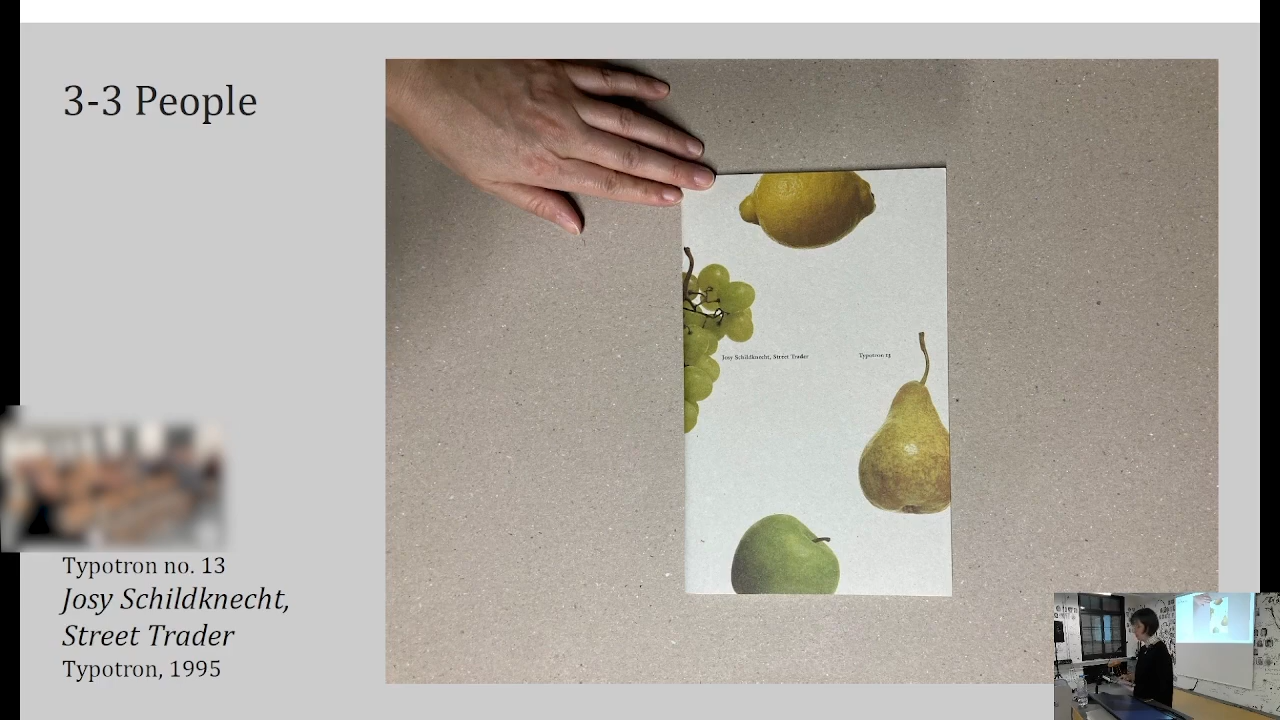 3-3 People
Josy Schildknecht, Street Trader
Typotron 13
Typotron no. 13
Josy Schildknecht,
Street Trader
Typotron, 1995